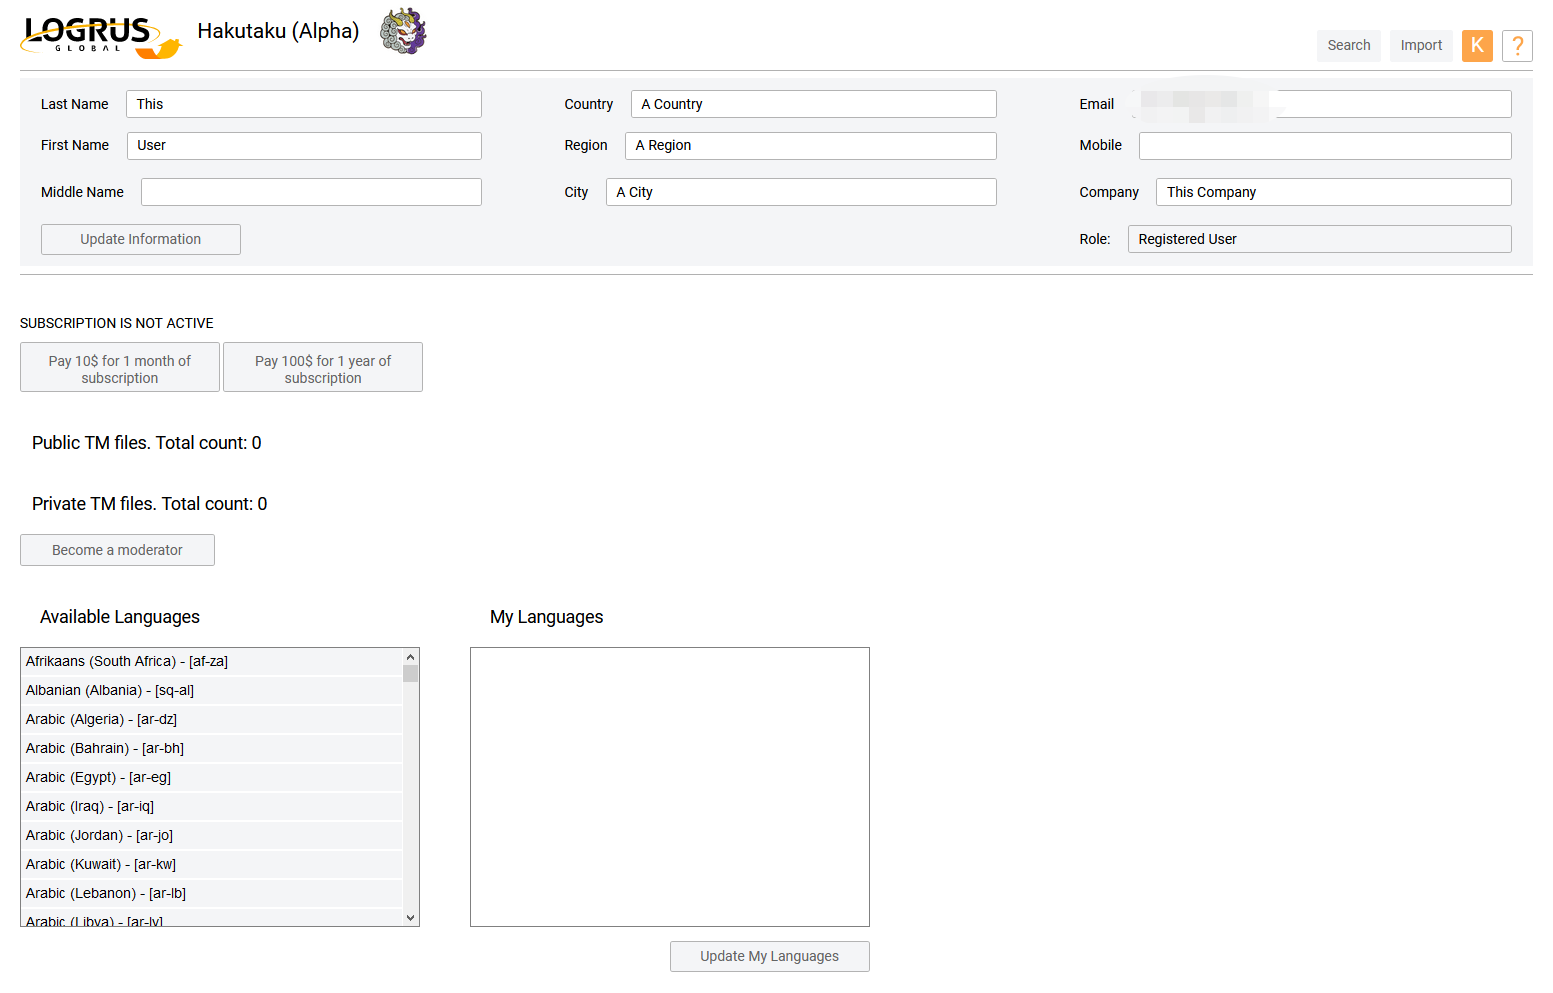 LOGRUS
GLOBAL
Hakutaku (Alpha)
Search
Import
K
?
Last Name
This
Country
A Country
Email
First Name
User
Region
A Region
Mobile
Middle Name
City
A City
Company
This Company
Update Information
Role:
Registered User
SUBSCRIPTION IS NOT ACTIVE
Pay 10$ for 1 month of
subscription
Pay 100$ for 1 year of
subscription
Public TM files. Total count: 0
Private TM files. Total count: 0
Become a moderator
Available Languages
My Languages
Afrikaans (South Africa) - [af-za]
Albanian (Albania) - [sq-al]
Arabic (Algeria) - [ar-dz]
Arabic (Bahrain) - [ar-bh]
Arabic (Egypt) - [ar-eg]
Arabic (Iraq) - [ar-iq]
Arabic (Jordan) - [ar-jo]
Arabic (Kuwait) - [ar-kw]
Arabic (Lebanon) - [ar-lb]
Arabic (Libya) - [ar-ly]
Update My Languages